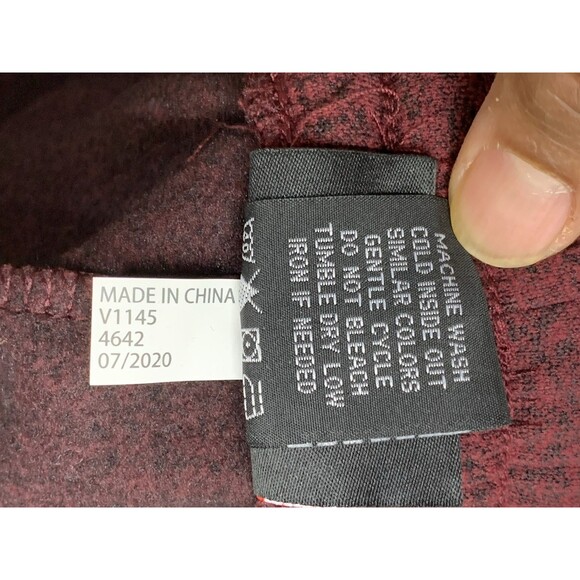 MADE IN CHINA
V1145
4642
07/2020
MACHINE WASH
COLD INSIDE OUT
SIMILAR COLORS
GENTLE CYCLE
DO NOT BLEACH
TUMBLE DRY LOW
IRON IF NEEDED